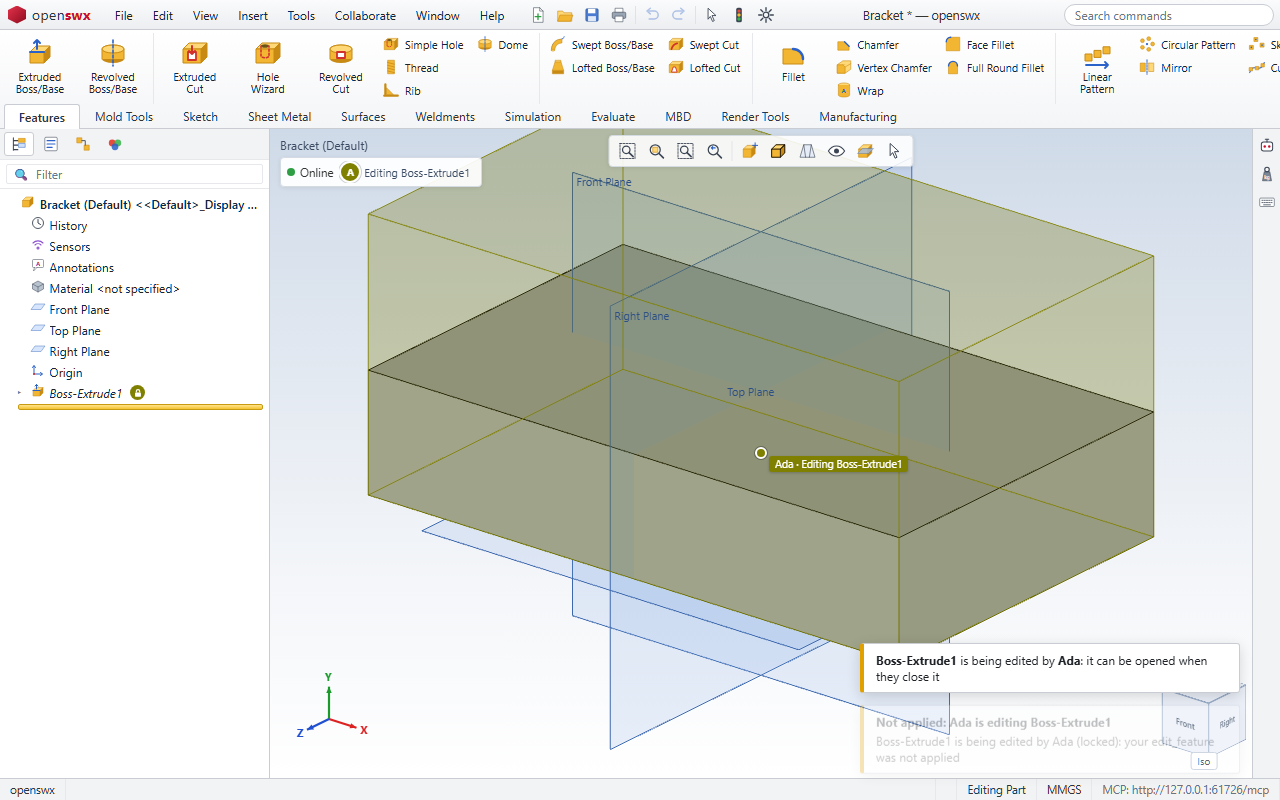 openswx
File
Edit
View
Insert
Tools
Collaborate
Window
Help
Bracket * — openswx
Search commands
Extruded Boss/Base
Revolved Boss/Base
Extruded Cut
Hole Wizard
Revolved Cut
Simple Hole
Thread
Rib
Dome
Swept Boss/Base
Lofted Boss/Base
Swept Cut
Lofted Cut
Fillet
Chamfer
Vertex Chamfer
Wrap
Face Fillet
Full Round Fillet
Linear Pattern
Circular Pattern
Mirror
Features
Mold Tools
Sketch
Sheet Metal
Surfaces
Weldments
Simulation
Evaluate
MBD
Render Tools
Manufacturing
Filter
Bracket (Default) <<Default>_Display ...
History
Sensors
Annotations
Material <not specified>
Front Plane
Top Plane
Right Plane
Origin
Boss-Extrude1
Bracket (Default)
Online
A
Editing Boss-Extrude1
Front Plane
Right Plane
Top Plane
Ada · Editing Boss-Extrude1
Y
X
Z
Boss-Extrude1 is being edited by Ada: it can be opened when
they close it
Not applied: Ada is editing Boss-Extrude1
Boss-Extrude1 is being edited by Ada (locked): your edit_feature
was not applied
Front
Right
Iso
openswx
Editing Part
MMGS
MCP: http://127.0.0.1:61726/mcp